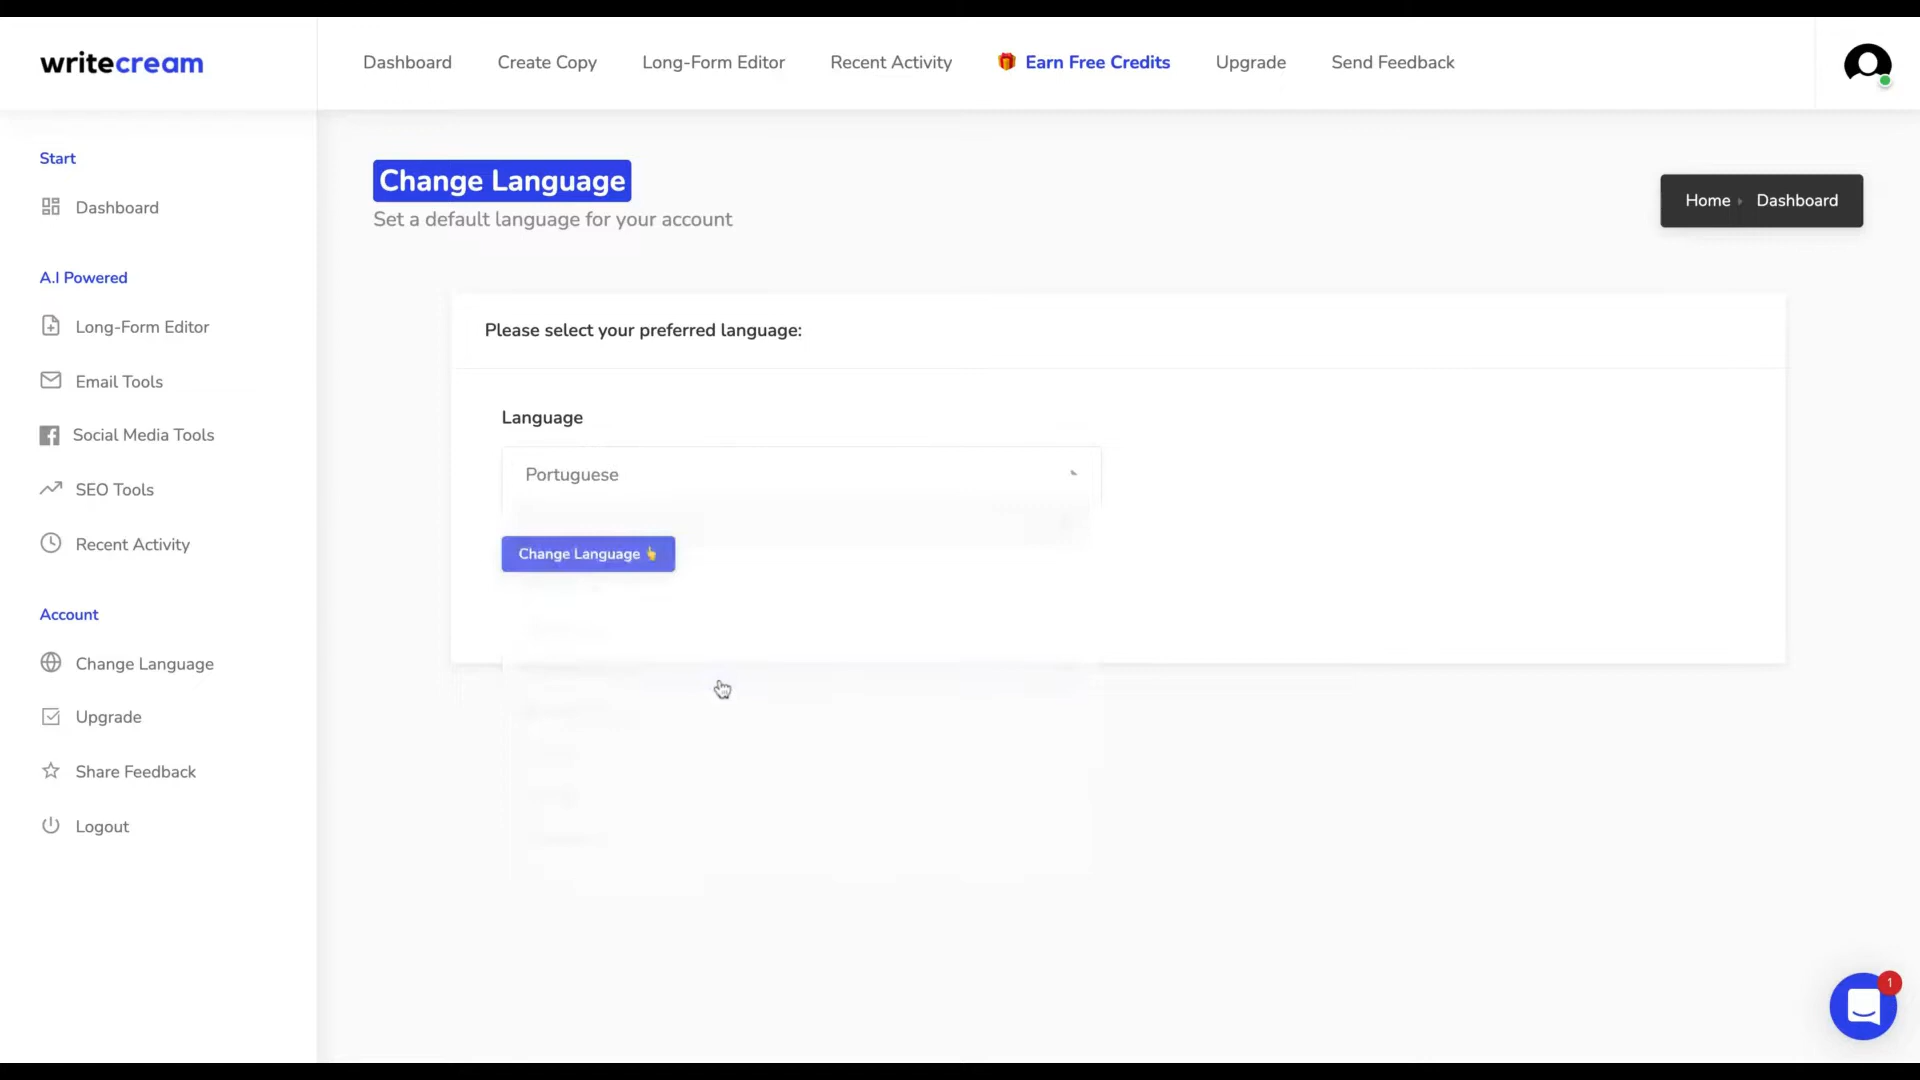 writecream
Dashboard
Create Copy
Long-Form Editor
Recent Activity
Earn Free Credits
Upgrade
Send Feedback
Start
Dashboard
A.I Powered
Long-Form Editor
Email Tools
Social Media Tools
SEO Tools
Recent Activity
Account
Change Language
Upgrade
Share Feedback
Logout
Change Language
Set a default language for your account
Home
Dashboard
Please select your preferred language:
Language
Portuguese
Change Language
1